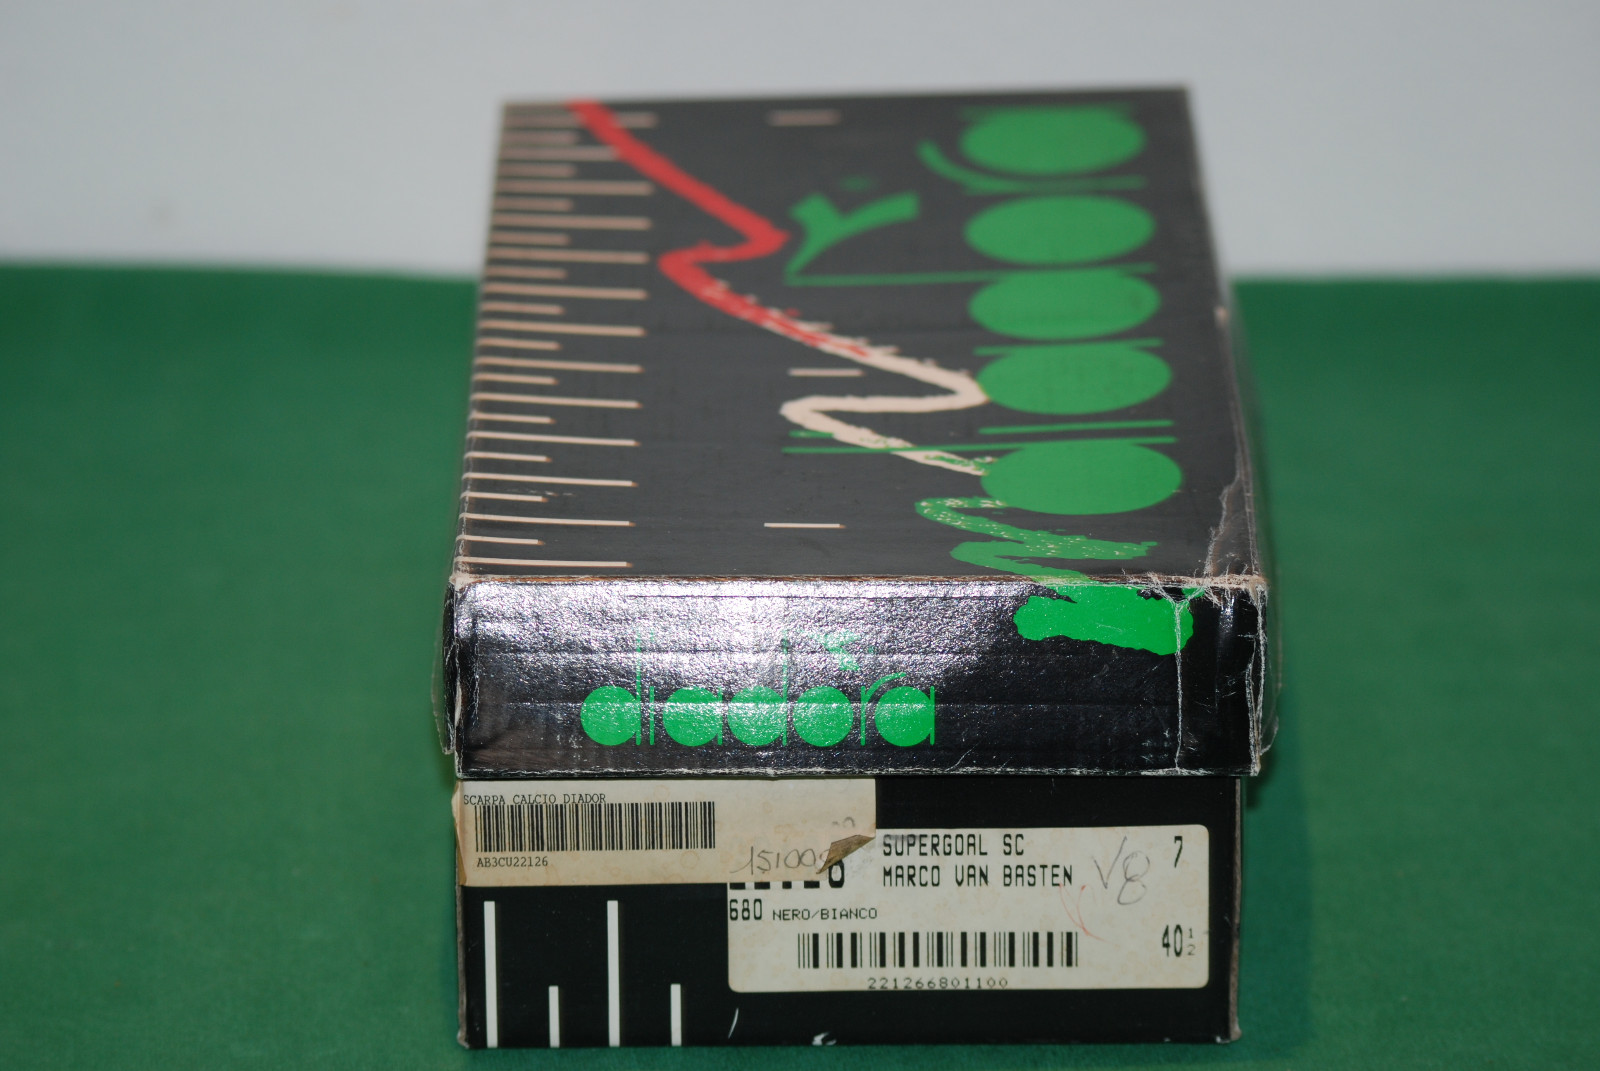 diadora
diadora
SCARPA CALCIO DIADOR
AB3CU22126
SUPERGOAL SC
7
MARCO VAN BASTEN
V8
680 NERO/BIANCO
40 1/2
221266801100